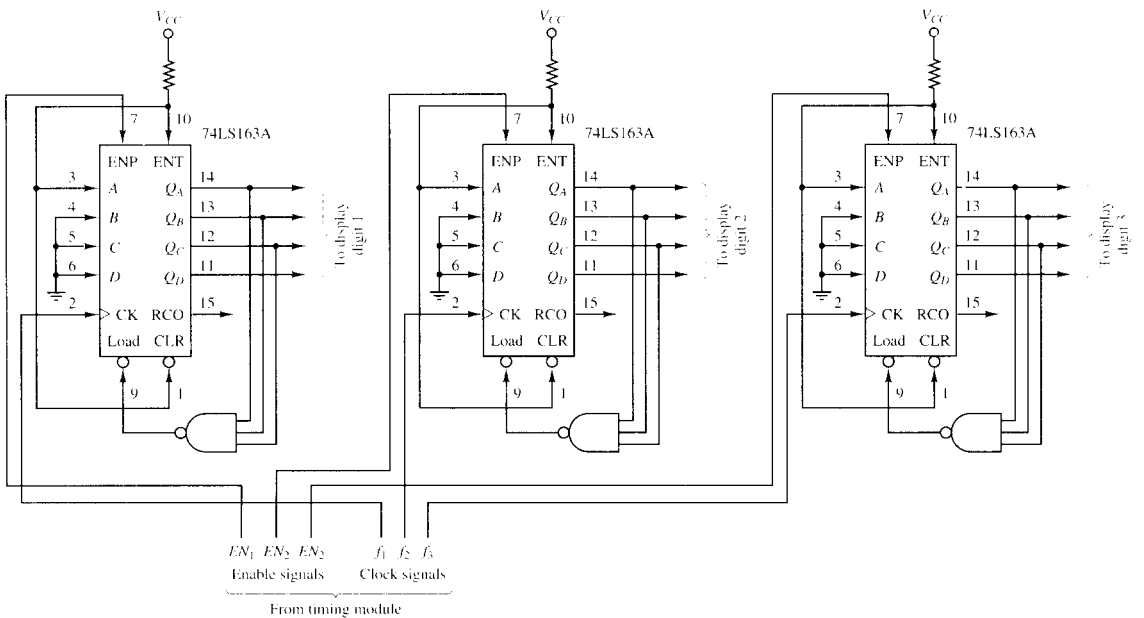 V_CC V_CC V_CC
7 10 7 10 7 10
74LS163A 74LS163A 74LS163A
ENP ENT ENP ENT ENP ENT
3 A Q_A 14 3 A Q_A 14 3 A Q_A 14
4 B Q_B 13 4 B Q_B 13 4 B Q_B 13
5 C Q_C 12 5 C Q_C 12 5 C Q_C 12
6 D Q_D 11 6 D Q_D 11 6 D Q_D 11
To display
digit 1
To display
digit 2
To display
digit 3
2 CK RCO 15 2 CK RCO 15 2 CK RCO 15
Load CLR Load CLR Load CLR
9 1 9 1 9 1
EN_1 EN_2 EN_2 f_1 f_2 f_3
Enable signals Clock signals
From timing module